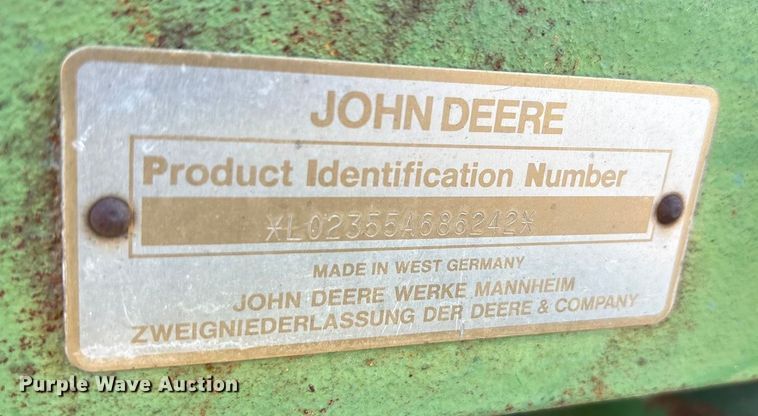 JOHN DEERE
Product Identification Number
*L02355A686242*
MADE IN WEST GERMANY
JOHN DEERE WERKE MANNHEIM
ZWEIGNIEDERLASSUNG DER DEERE & COMPANY
Purple Wave Auction